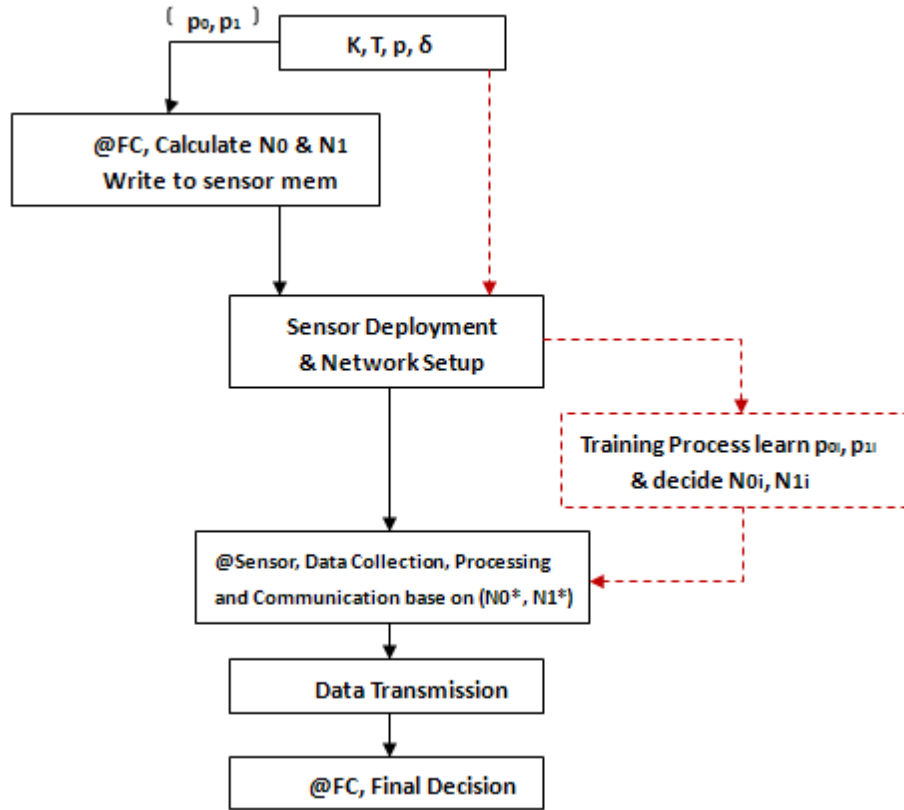 ( p₀, p₁ )
K, T, p, δ
@FC, Calculate N0 & N1
Write to sensor mem
Sensor Deployment
& Network Setup
Training Process learn p₀ᵢ, p₁ᵢ
& decide N0i, N1i
@Sensor, Data Collection, Processing
and Communication base on (N0*, N1*)
Data Transmission
@FC, Final Decision